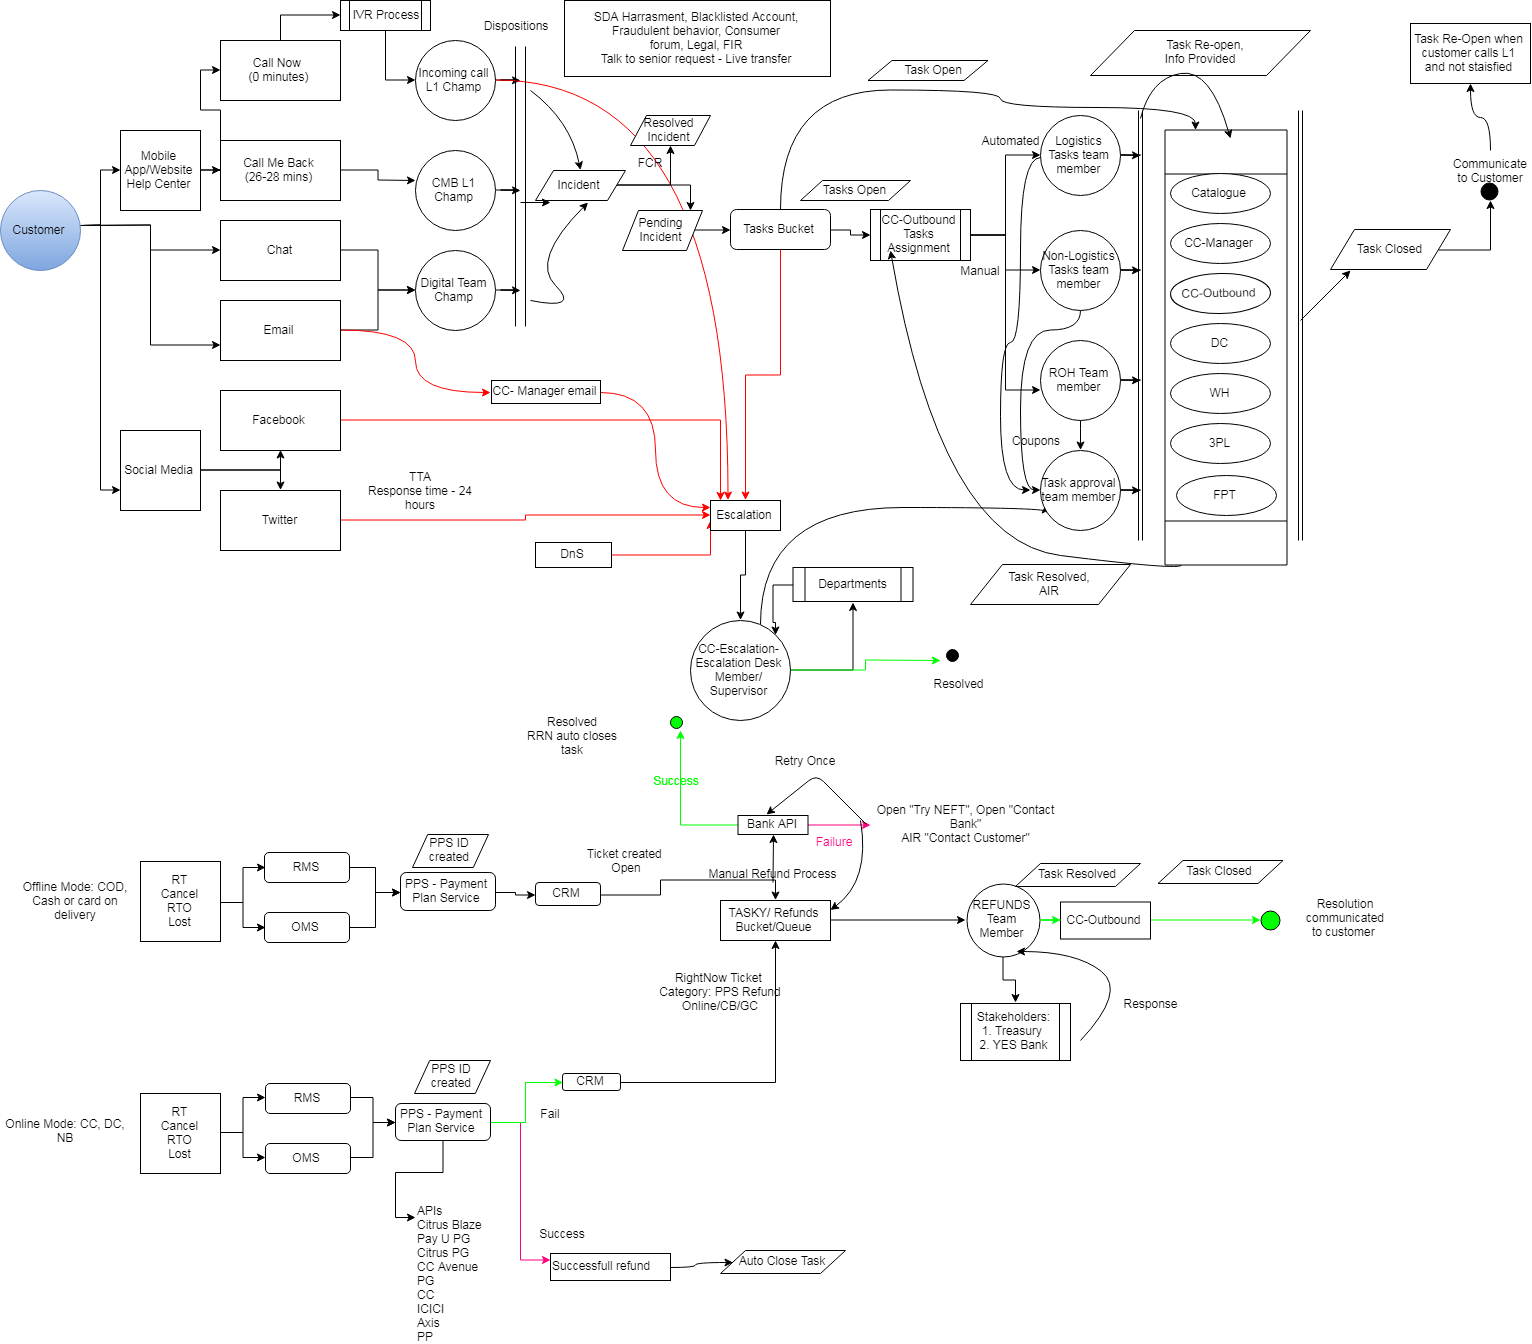 IVR Process
Dispositions
SDA Harrasment, Blacklisted Account,
Fraudulent behavior, Consumer
forum, Legal, FIR
Talk to senior request - Live transfer
Call Now
(0 minutes)
Incoming call
L1 Champ
Task Open
Task Re-open,
Info Provided
Task Re-Open when
customer calls L1
and not staisfied
Mobile
App/Website
Help Center
Call Me Back
(26-28 mins)
CMB L1
Champ
Resolved
Incident
FCR
Incident
Automated
Logistics
Tasks team
member
Communicate
to Customer
Catalogue
Tasks Open
Customer
Chat
Pending
Incident
Tasks Bucket
CC-Outbound
Tasks
Assignment
CC-Manager
Task Closed
Manual
Non-Logistics
Tasks team
member
Digital Team
Champ
CC-Outbound
Email
DC
CC- Manager email
ROH Team
member
WH
Facebook
Coupons
3PL
Social Media
TTA
Response time - 24
hours
Task approval
team member
FPT
Twitter
Escalation
DnS
Departments
Task Resolved,
AIR
CC-Escalation-
Escalation Desk
Member/
Supervisor
Resolved
Resolved
RRN auto closes
task
Success
Retry Once
Bank API
Failure
Open "Try NEFT", Open "Contact
Bank"
AIR "Contact Customer"
PPS ID
created
Ticket created
Open
Manual Refund Process
Task Resolved
Task Closed
Offline Mode: COD,
Cash or card on
delivery
RT
Cancel
RTO
Lost
RMS
OMS
PPS - Payment
Plan Service
CRM
TASKY/ Refunds
Bucket/Queue
REFUNDS
Team
Member
CC-Outbound
Resolution
communicated
to customer
RightNow Ticket
Category: PPS Refund
Online/CB/GC
Stakeholders:
1. Treasury
2. YES Bank
Response
PPS ID
created
Online Mode: CC, DC,
NB
RT
Cancel
RTO
Lost
RMS
OMS
PPS - Payment
Plan Service
CRM
Fail
APIs
Citrus Blaze
Pay U PG
Citrus PG
CC Avenue
PG
CC
ICICI
Axis
PP
Success
Successfull refund
Auto Close Task